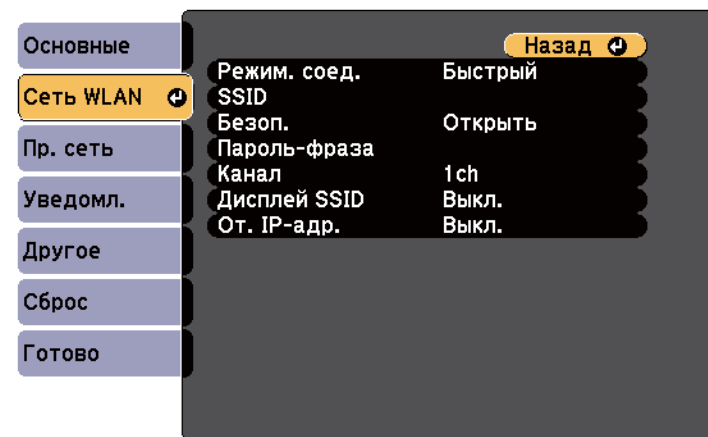 Основные
Сеть WLAN
Пр. сеть
Уведомл.
Другое
Сброс
Готово
Назад
Режим. соед. Быстрый
SSID
Безоп. Открыть
Пароль-фраза
Канал 1ch
Дисплей SSID Выкл.
От. IP-адр. Выкл.